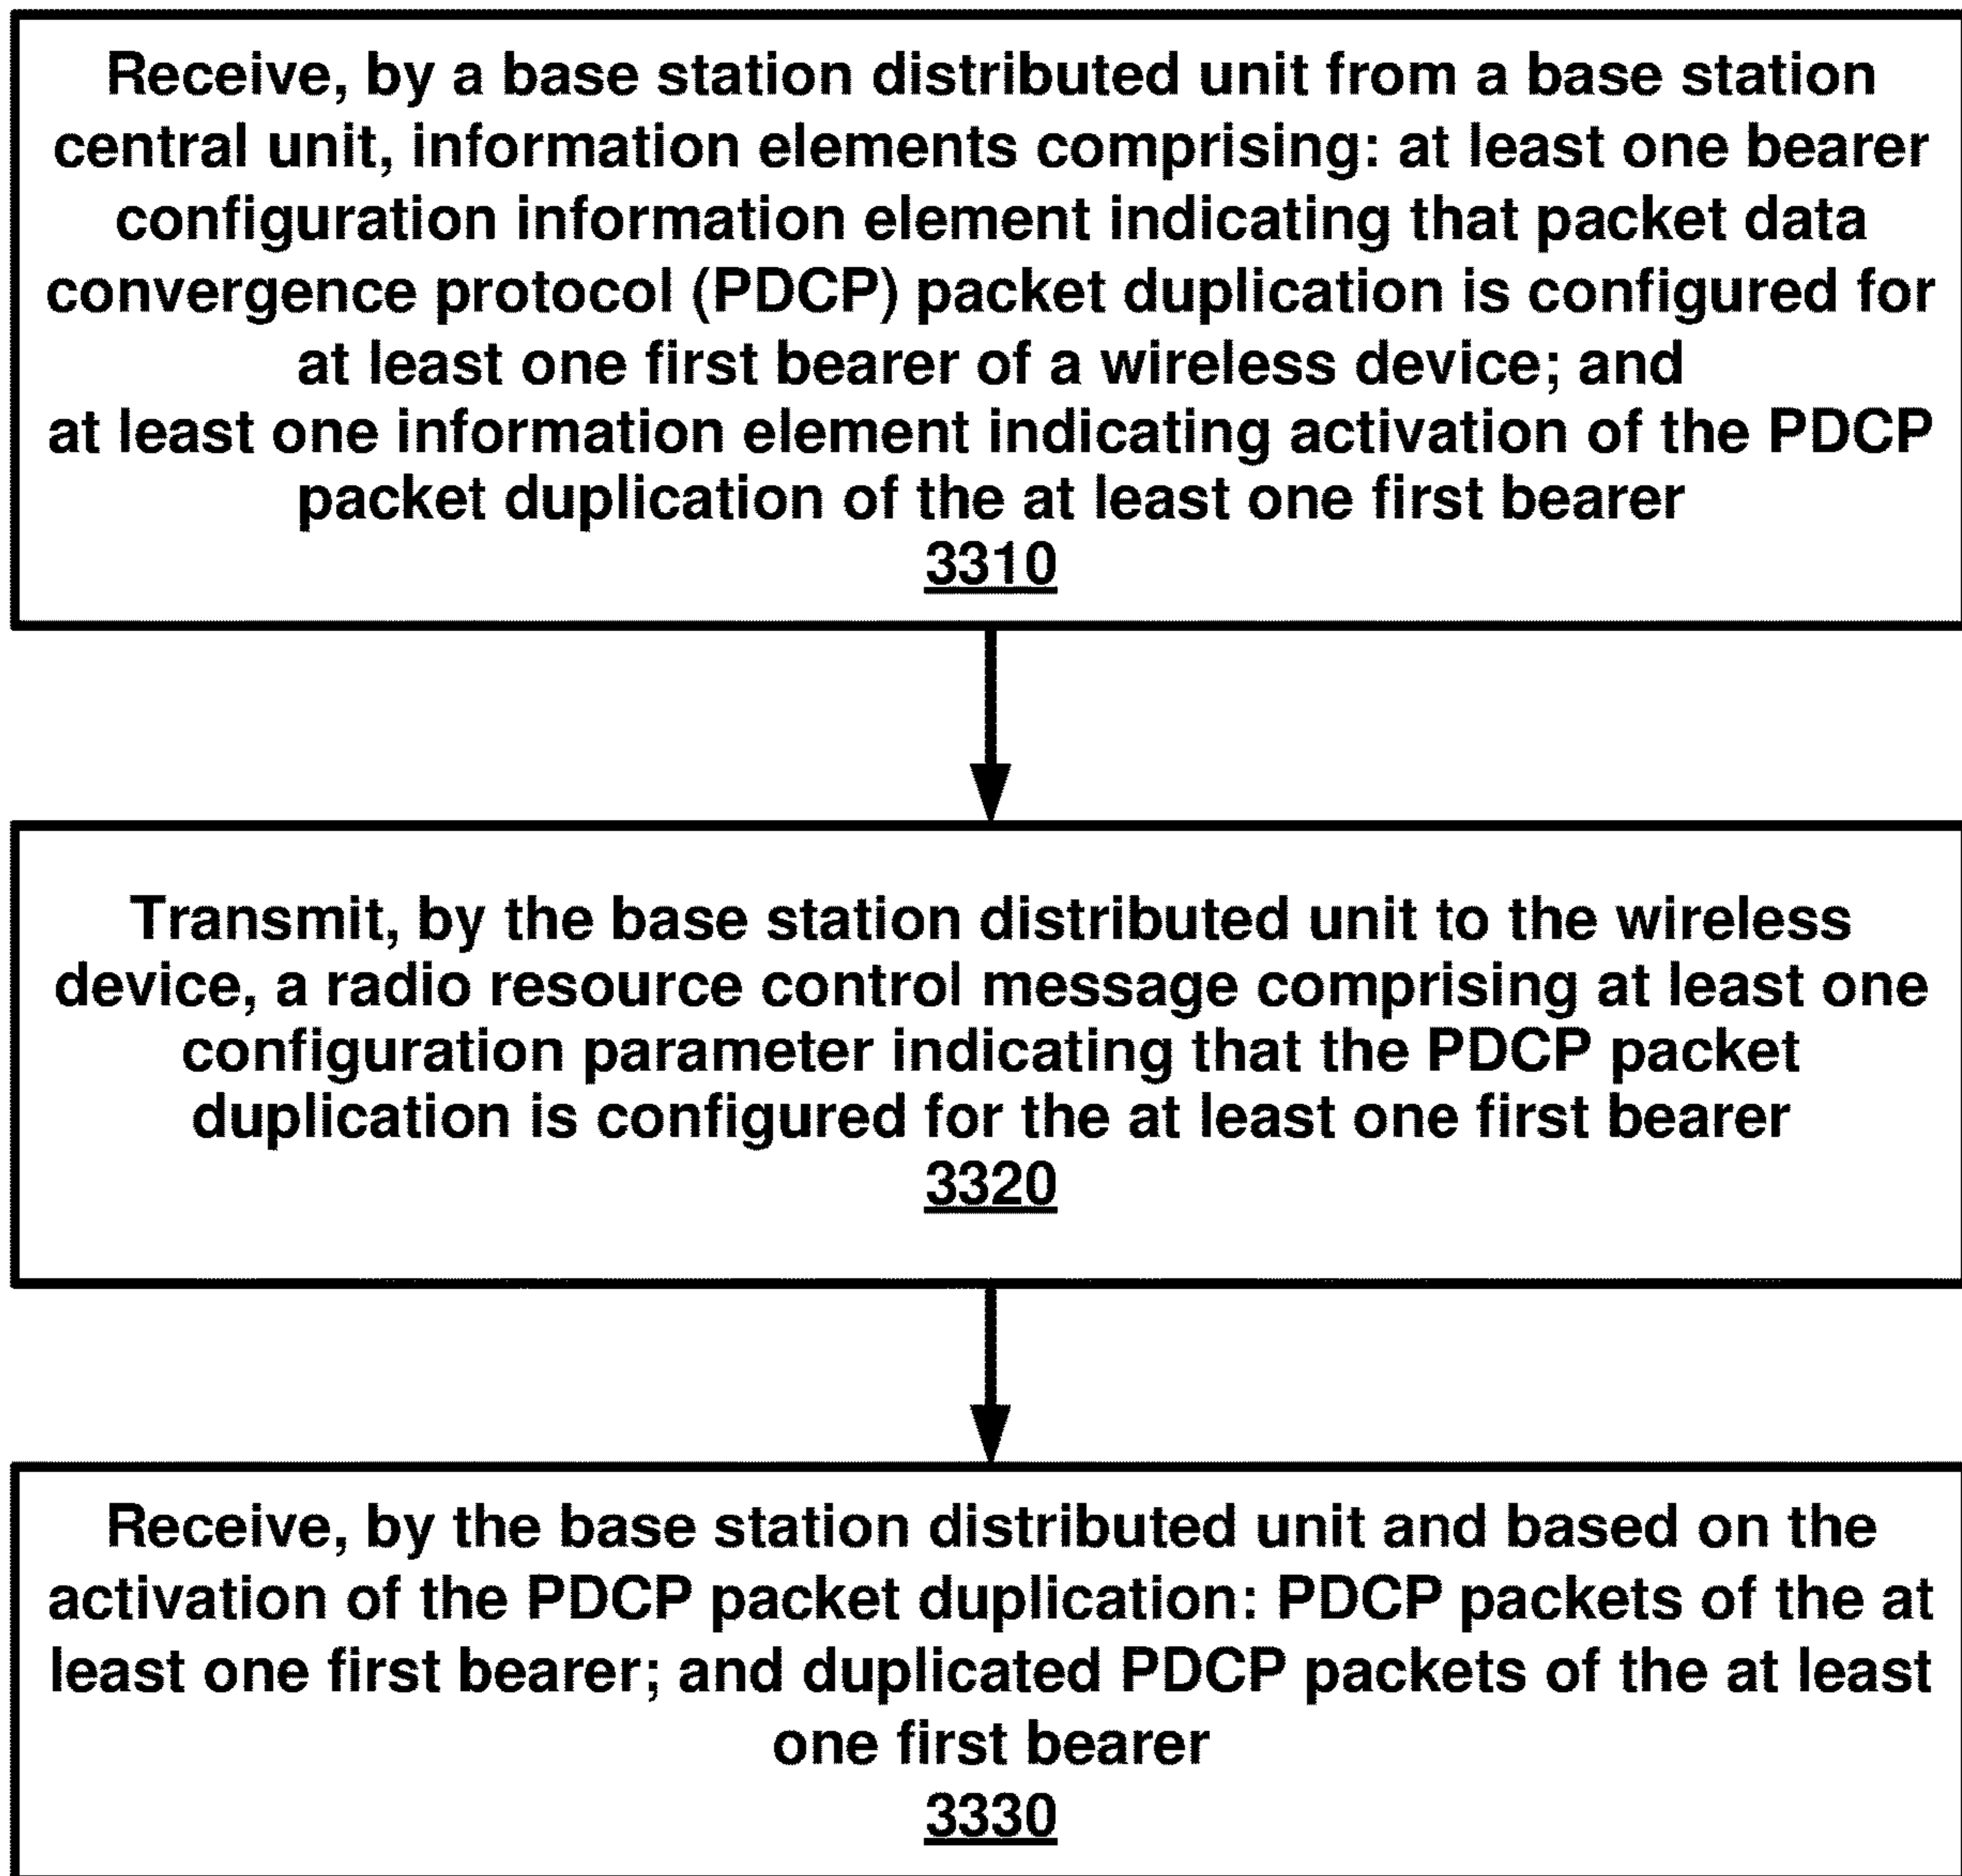 Receive, by a base station distributed unit from a base station
central unit, information elements comprising: at least one bearer
configuration information element indicating that packet data
convergence protocol (PDCP) packet duplication is configured for
at least one first bearer of a wireless device; and
at least one information element indicating activation of the PDCP
packet duplication of the at least one first bearer
3310
Transmit, by the base station distributed unit to the wireless
device, a radio resource control message comprising at least one
configuration parameter indicating that the PDCP packet
duplication is configured for the at least one first bearer
3320
Receive, by the base station distributed unit and based on the
activation of the PDCP packet duplication: PDCP packets of the at
least one first bearer; and duplicated PDCP packets of the at least
one first bearer
3330